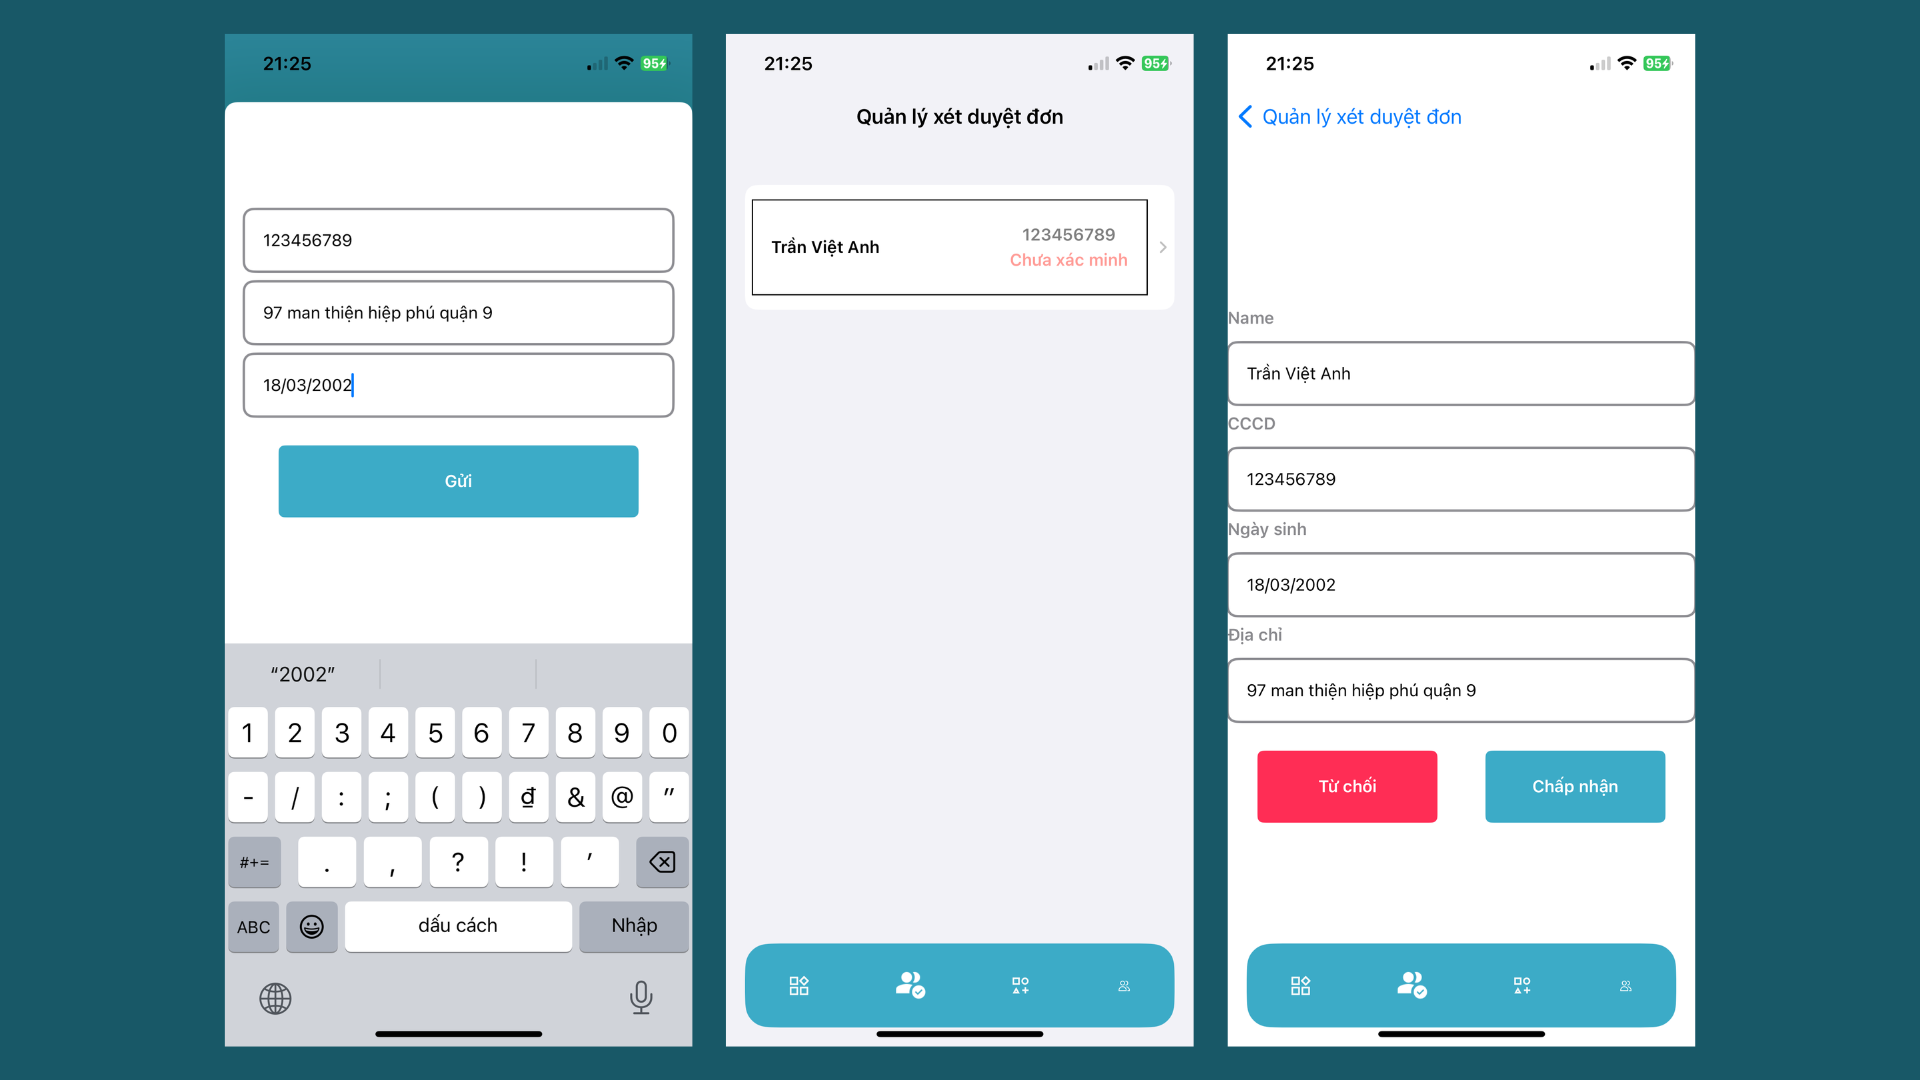 21:25
95
123456789
97 man thiện hiệp phú quận 9
18/03/2002
Gửi
“2002”
1 2 3 4 5 6 7 8 9 0
- / : ; ( ) ₫ & @ ”
#+= . , ? ! ’
ABC dấu cách Nhập
21:25
95
Quản lý xét duyệt đơn
Trần Việt Anh
123456789
Chưa xác minh
21:25
95
Quản lý xét duyệt đơn
Name
Trần Việt Anh
CCCD
123456789
Ngày sinh
18/03/2002
Địa chỉ
97 man thiện hiệp phú quận 9
Từ chối Chấp nhận